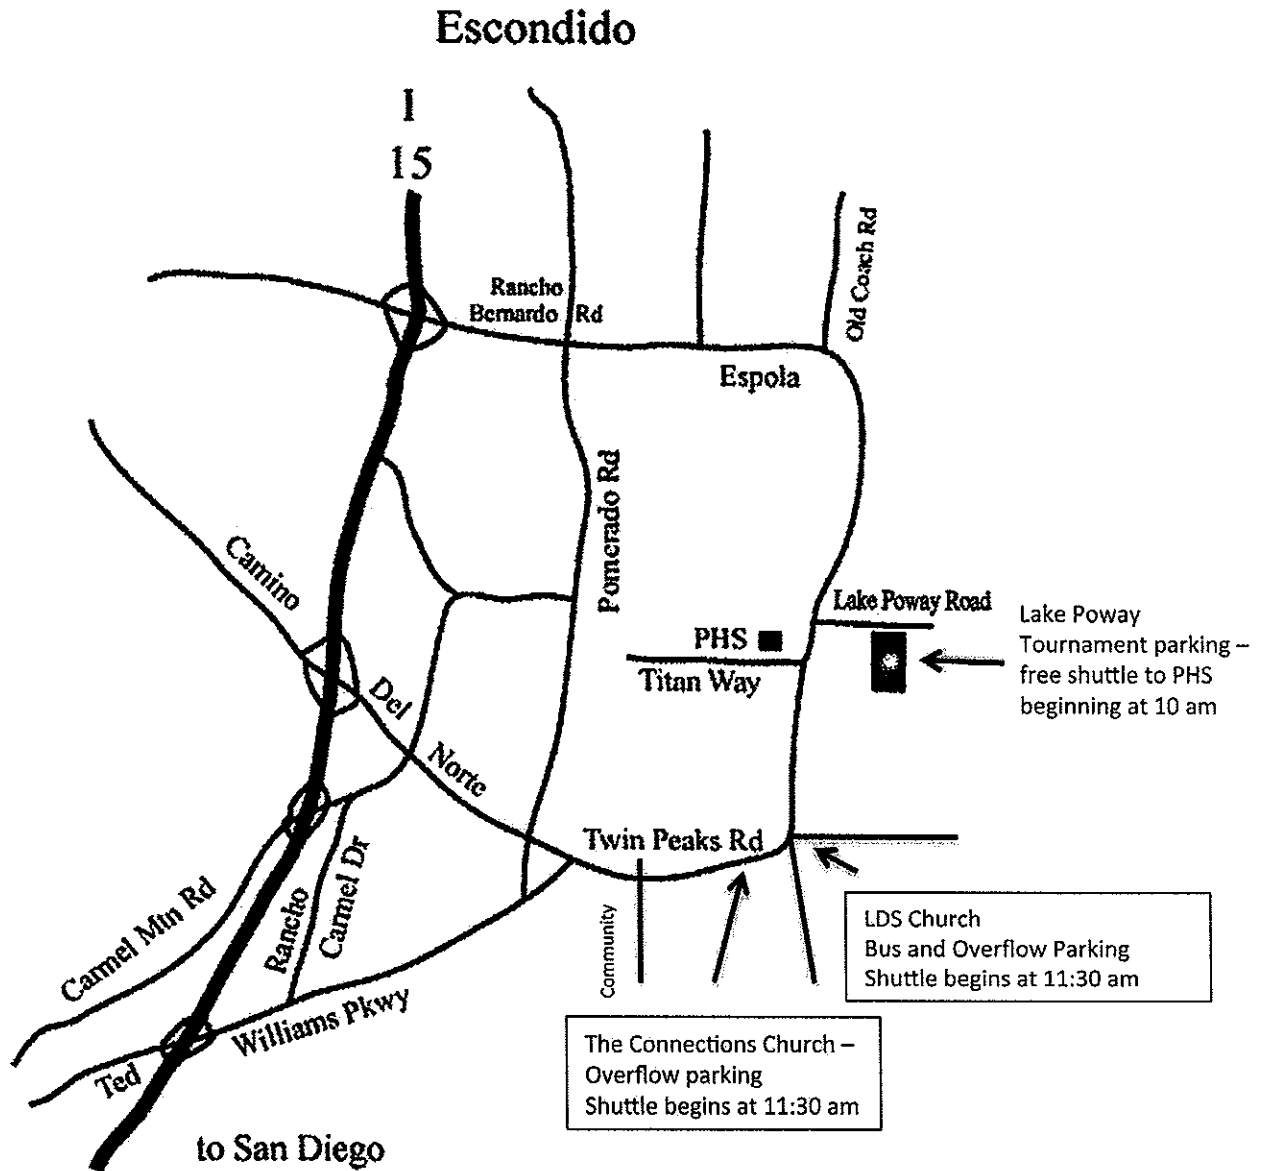 Escondido
I
15
Rancho
Bernardo Rd
Old Coach Rd
Espola
Pomerado Rd
Camino
Del
Norte
Lake Poway Road
PHS
Titan Way
Lake Poway
Tournament parking –
free shuttle to PHS
beginning at 10 am
Twin Peaks Rd
Carmel Mtn Rd
Rancho
Carmel Dr
Community
LDS Church
Bus and Overflow Parking
Shuttle begins at 11:30 am
Ted
Williams Pkwy
The Connections Church –
Overflow parking
Shuttle begins at 11:30 am
to San Diego